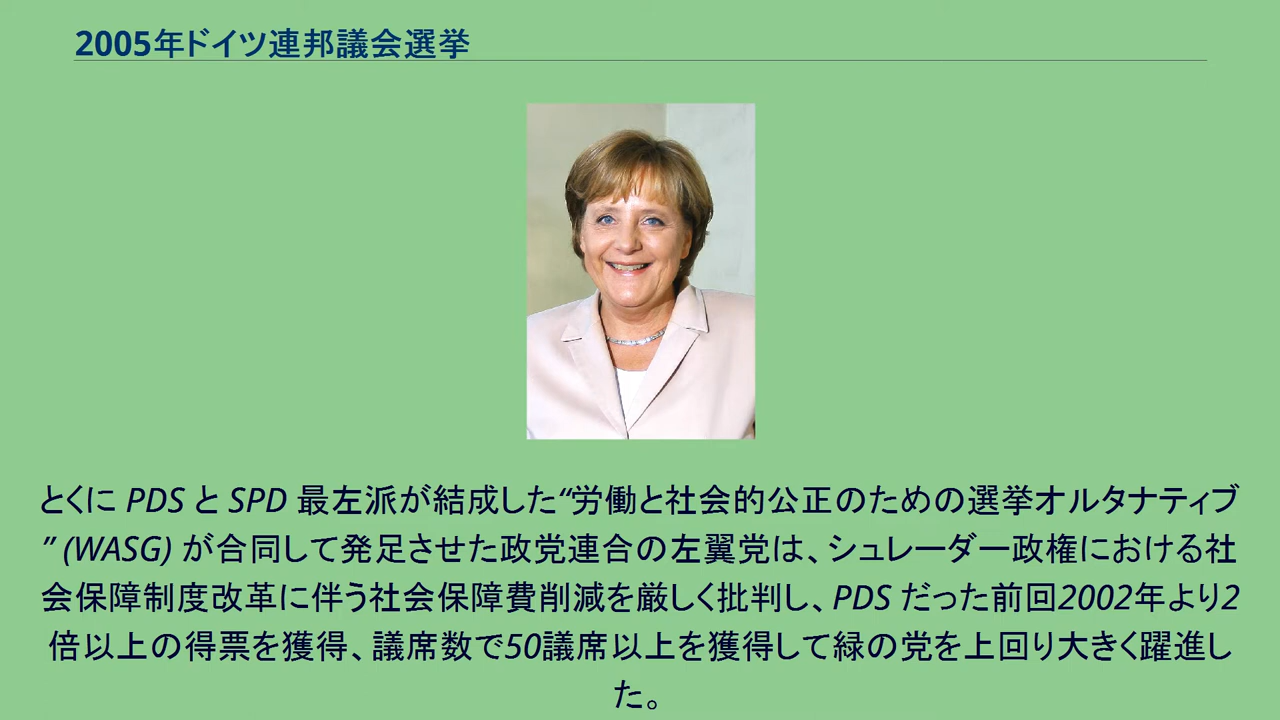 2005年ドイツ連邦議会選挙
とくに PDS と SPD 最左派が結成した“労働と社会的公正のための選挙オルタナティブ
” (WASG) が合同して発足させた政党連合の左翼党は、シュレーダー政権における社
会保障制度改革に伴う社会保障費削減を厳しく批判し、PDS だった前回2002年より2
倍以上の得票を獲得、議席数で50議席以上を獲得して緑の党を上回り大きく躍進し
た。